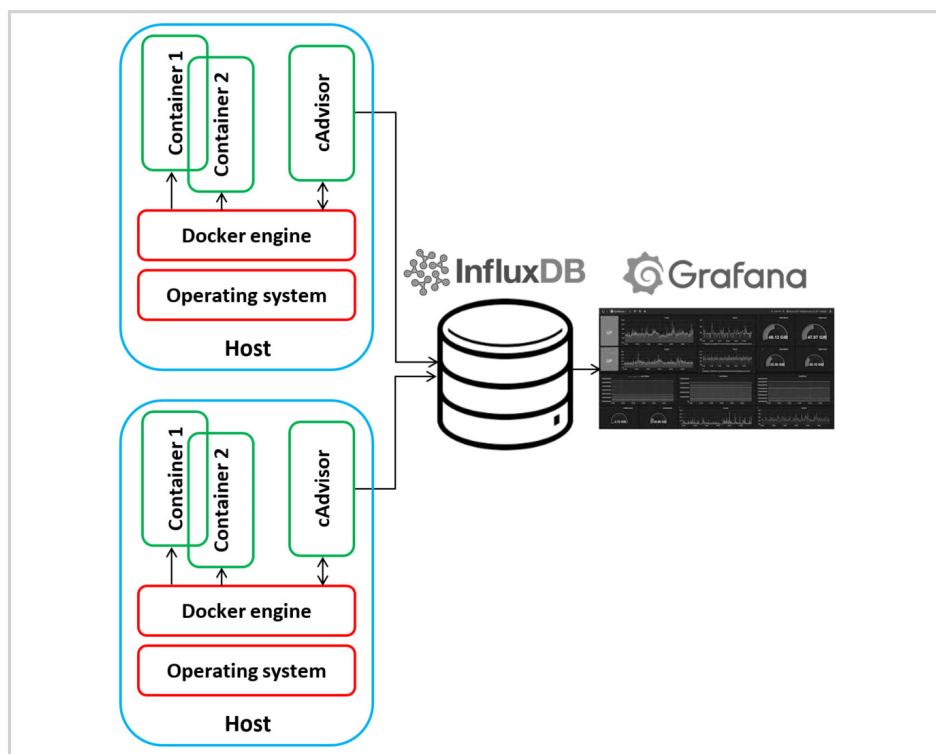 Container 1
Container 2
cAdvisor
Docker engine
Operating system
Host
InfluxDB
Grafana
Container 1
Container 2
cAdvisor
Docker engine
Operating system
Host